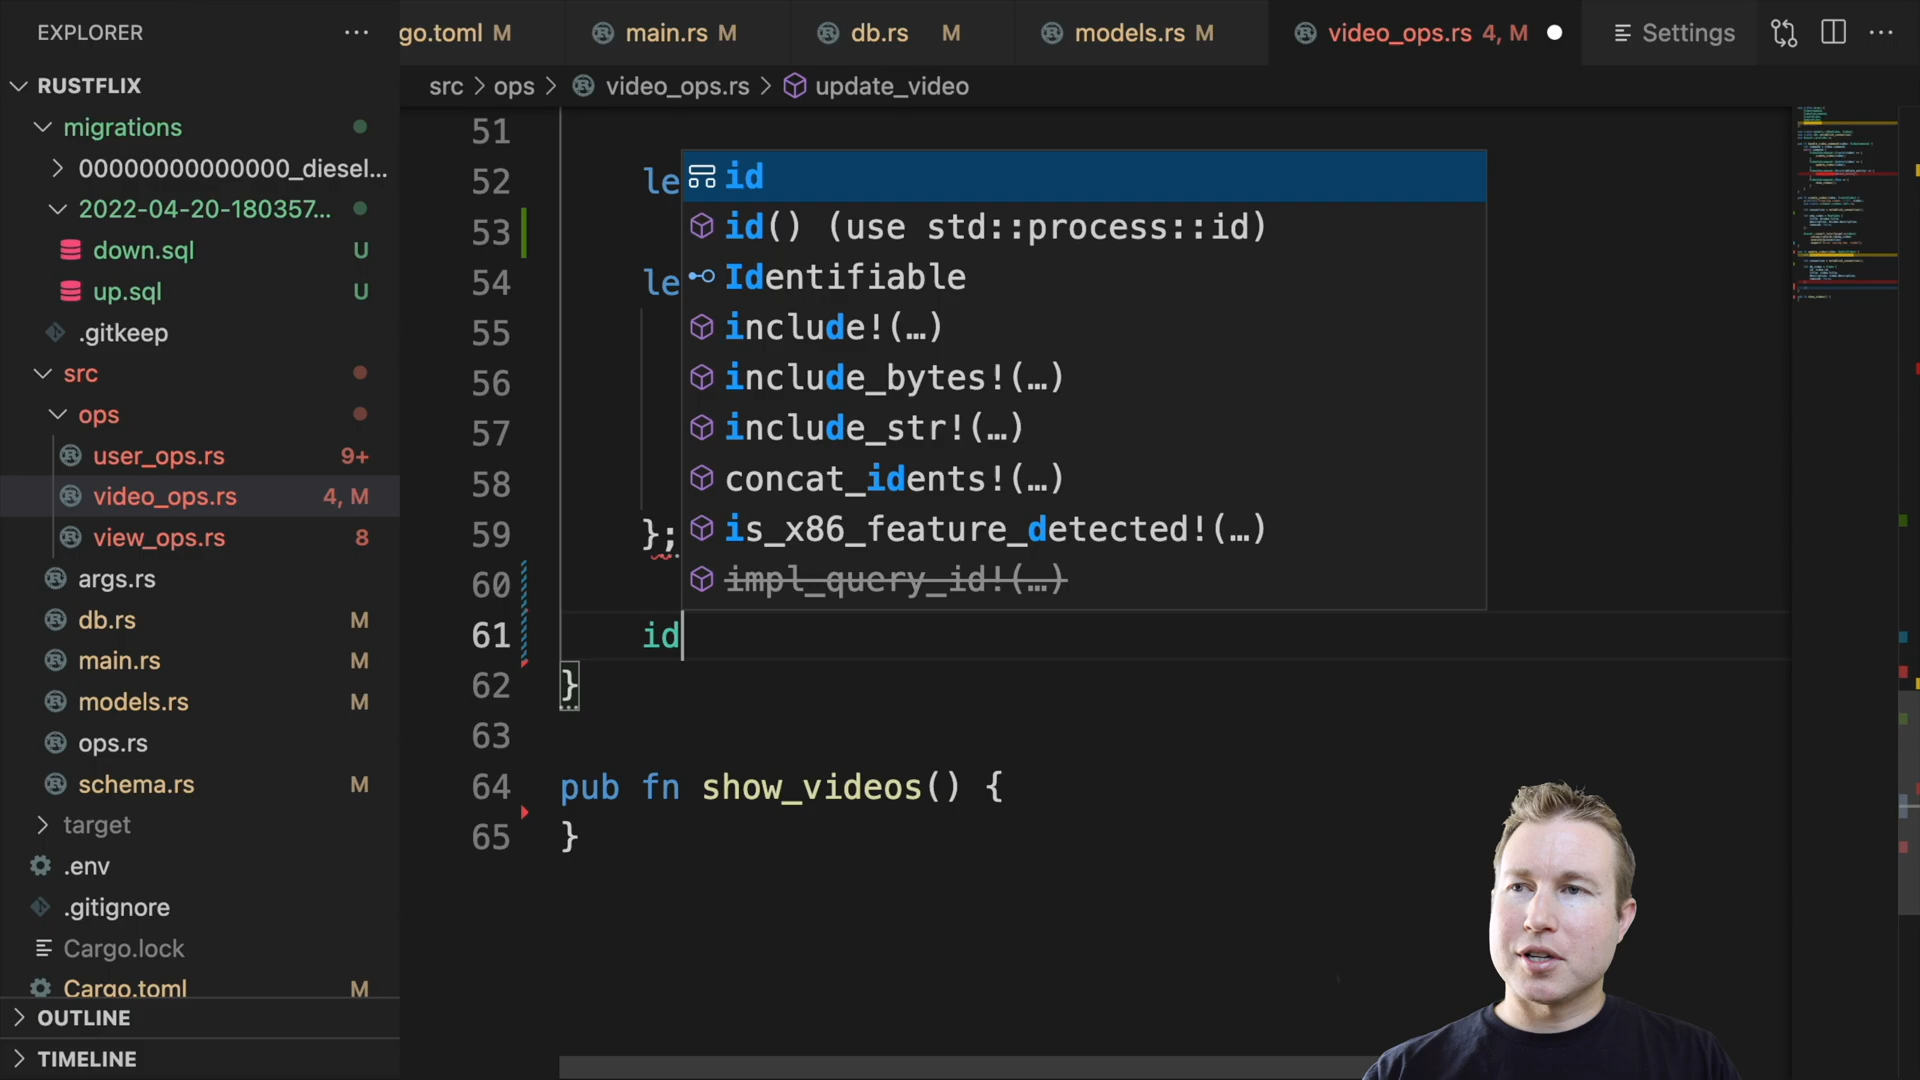 EXPLORER
go.toml M
main.rs M
db.rs M
models.rs M
video_ops.rs 4, M
Settings
RUSTFLIX
src > ops > video_ops.rs > update_video
migrations
00000000000000_diesel...
2022-04-20-180357...
down.sql U
up.sql U
.gitkeep
src
ops
user_ops.rs 9+
video_ops.rs 4, M
view_ops.rs 8
args.rs
db.rs M
main.rs M
models.rs M
ops.rs
schema.rs M
target
.env
.gitignore
Cargo.lock
Cargo.toml M
OUTLINE
TIMELINE
51
52 le
53
54 le
55
56
57
58
59 };
60
61 id
62 }
63
64 pub fn show_videos() {
65 }
id
id() (use std::process::id)
Identifiable
include!(…)
include_bytes!(…)
include_str!(…)
concat_idents!(…)
is_x86_feature_detected!(…)
impl_query_id!(…)